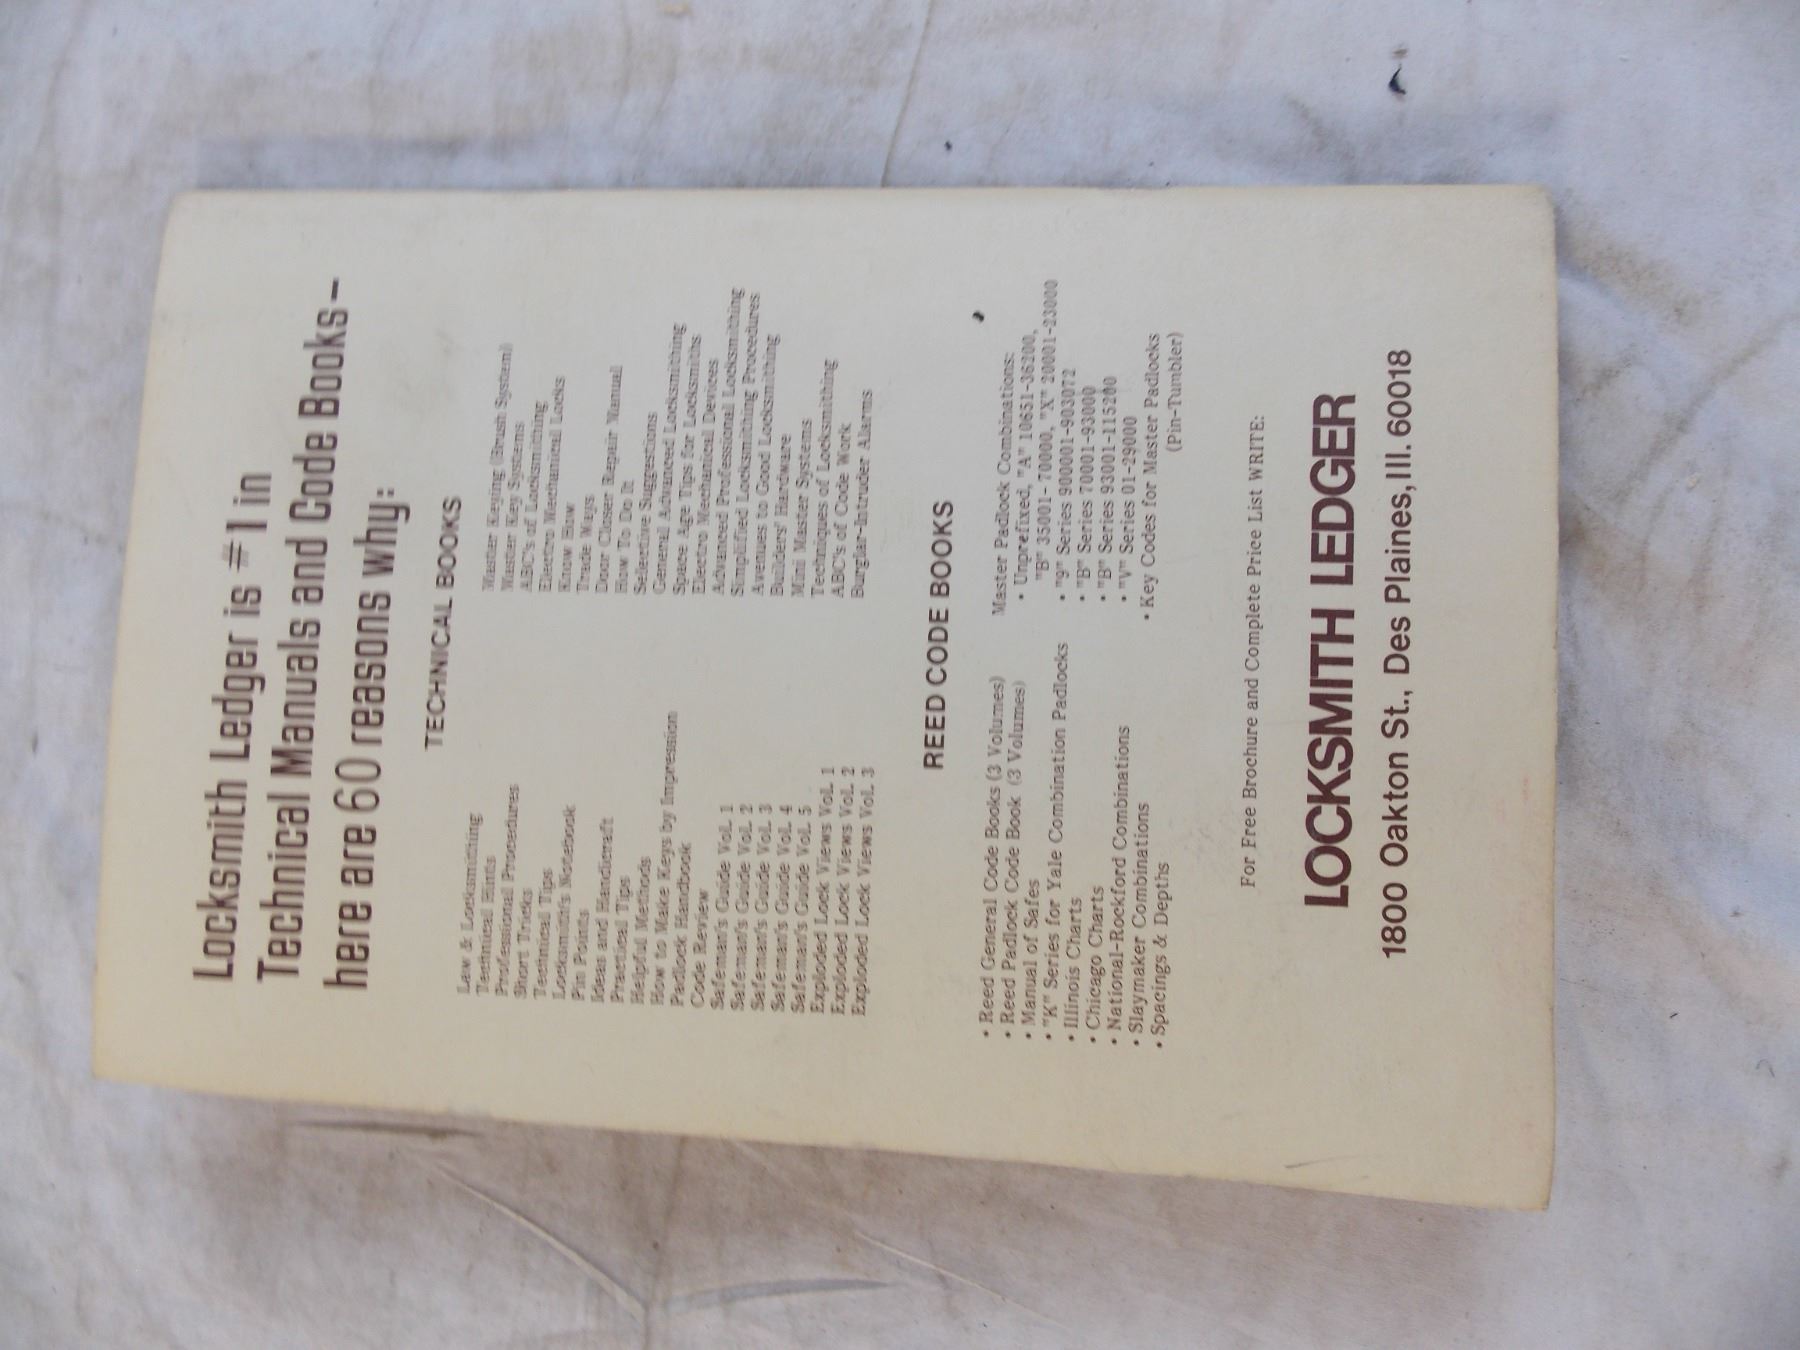 Locksmith Ledger is #1 in
Technical Manuals and Code Books—
here are 60 reasons why:
TECHNICAL BOOKS
Law & Locksmithing
Technical Hints
Professional Procedures
Short Tricks
Technical Tips
Locksmith's Notebook
Pin Points
Ideas and Handicraft
Practical Tips
Helpful Methods
How to Make Keys by Impression
Padlock Handbook
Code Review
Safeman's Guide Vol. 1
Safeman's Guide Vol. 2
Safeman's Guide Vol. 3
Safeman's Guide Vol. 4
Safeman's Guide Vol. 5
Exploded Lock Views Vol. 1
Exploded Lock Views Vol. 2
Exploded Lock Views Vol. 3
Master Keying (Brush System)
Master Key Systems
ABC's of Locksmithing
Electro Mechanical Locks
Know How
Trade Ways
Door Closer Repair Manual
How To Do It
Selective Suggestions
General Advanced Locksmithing
Space Age Tips for Locksmiths
Electro Mechanical Devices
Advanced Professional Locksmithing
Simplified Locksmithing Procedures
Avenues to Good Locksmithing
Builders' Hardware
Mini Master Systems
Techniques of Locksmithing
ABC's of Code Work
Burglar-Intruder Alarms
REED CODE BOOKS
• Reed General Code Books (3 Volumes)
• Reed Padlock Code Book (3 Volumes)
• Manual of Safes
• "K" Series for Yale Combination Padlocks
• Illinois Charts
• Chicago Charts
• National-Rockford Combinations
• Slaymaker Combinations
• Spacings & Depths
Master Padlock Combinations:
• Unprefixed, "A" 10651-36200,
"B" 35001-70000, "X" 20001-23000
• "9" Series 900001-903072
• "B" Series 70001-93000
• "B" Series 93001-115200
• "V" Series 01-29000
• Key Codes for Master Padlocks
(Pin-Tumbler)
For Free Brochure and Complete Price List WRITE:
LOCKSMITH LEDGER
1800 Oakton St., Des Plaines, Ill. 60018